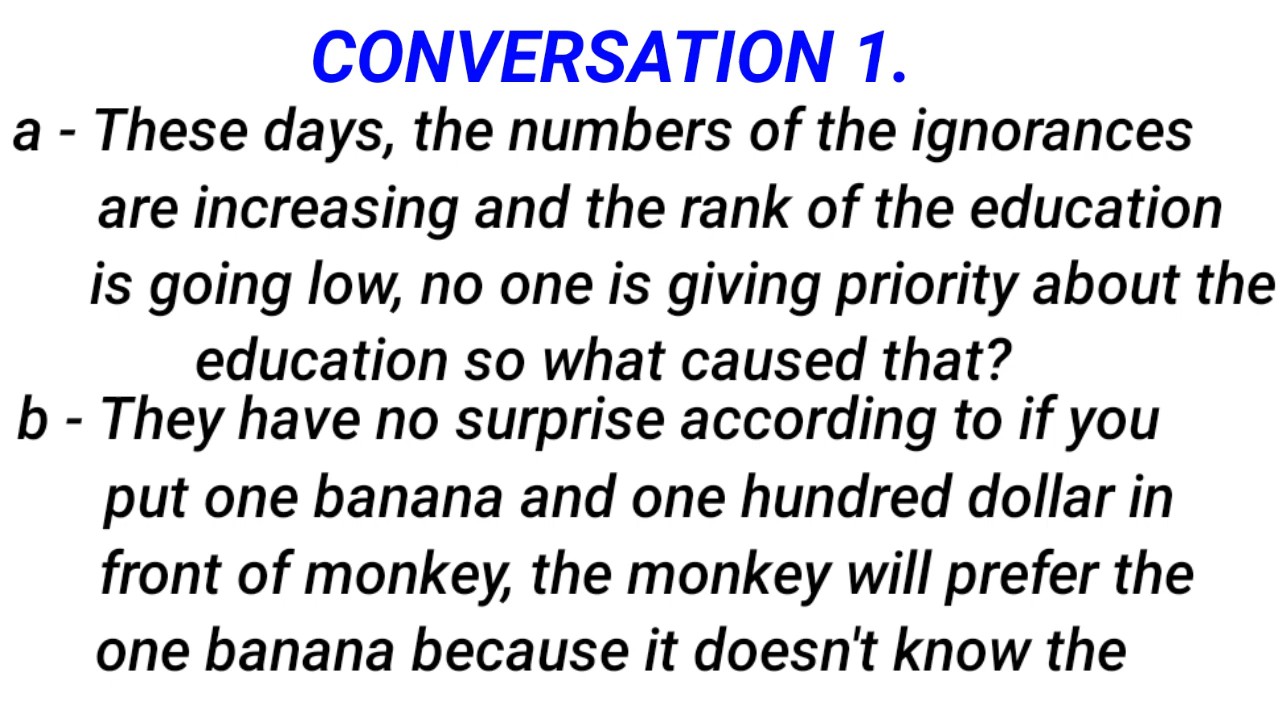 CONVERSATION 1.
a - These days, the numbers of the ignorances
are increasing and the rank of the education
is going low, no one is giving priority about the
education so what caused that?
b - They have no surprise according to if you
put one banana and one hundred dollar in
front of monkey, the monkey will prefer the
one banana because it doesn't know the